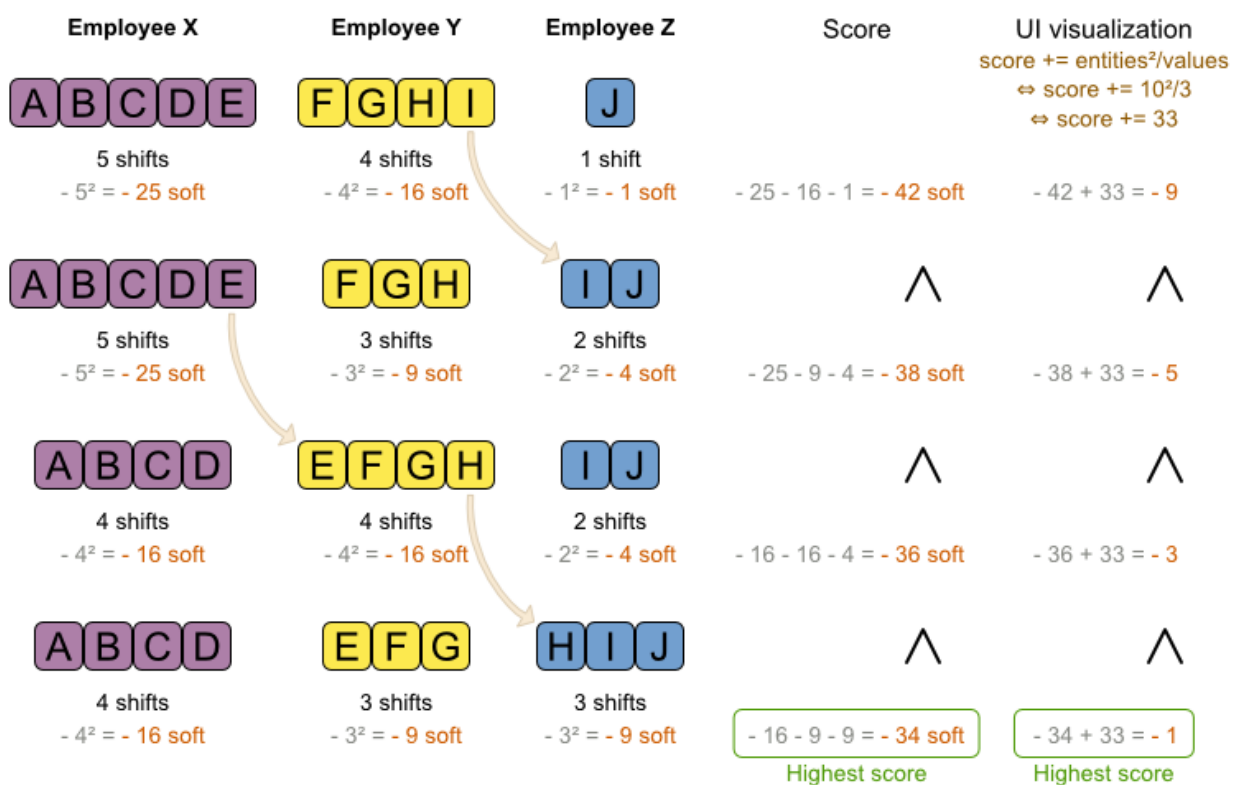 Employee X Employee Y Employee Z Score UI visualization
score += entities²/values
⇔ score += 10²/3
⇔ score += 33
A B C D E F G H I J
5 shifts 4 shifts 1 shift
- 5² = - 25 soft - 4² = - 16 soft - 1² = - 1 soft - 25 - 16 - 1 = - 42 soft - 42 + 33 = - 9
A B C D E F G H I J
5 shifts 3 shifts 2 shifts
- 5² = - 25 soft - 3² = - 9 soft - 2² = - 4 soft - 25 - 9 - 4 = - 38 soft - 38 + 33 = - 5
A B C D E F G H I J
4 shifts 4 shifts 2 shifts
- 4² = - 16 soft - 4² = - 16 soft - 2² = - 4 soft - 16 - 16 - 4 = - 36 soft - 36 + 33 = - 3
A B C D E F G H I J
4 shifts 3 shifts 3 shifts
- 4² = - 16 soft - 3² = - 9 soft - 3² = - 9 soft - 16 - 9 - 9 = - 34 soft - 34 + 33 = - 1
Highest score Highest score